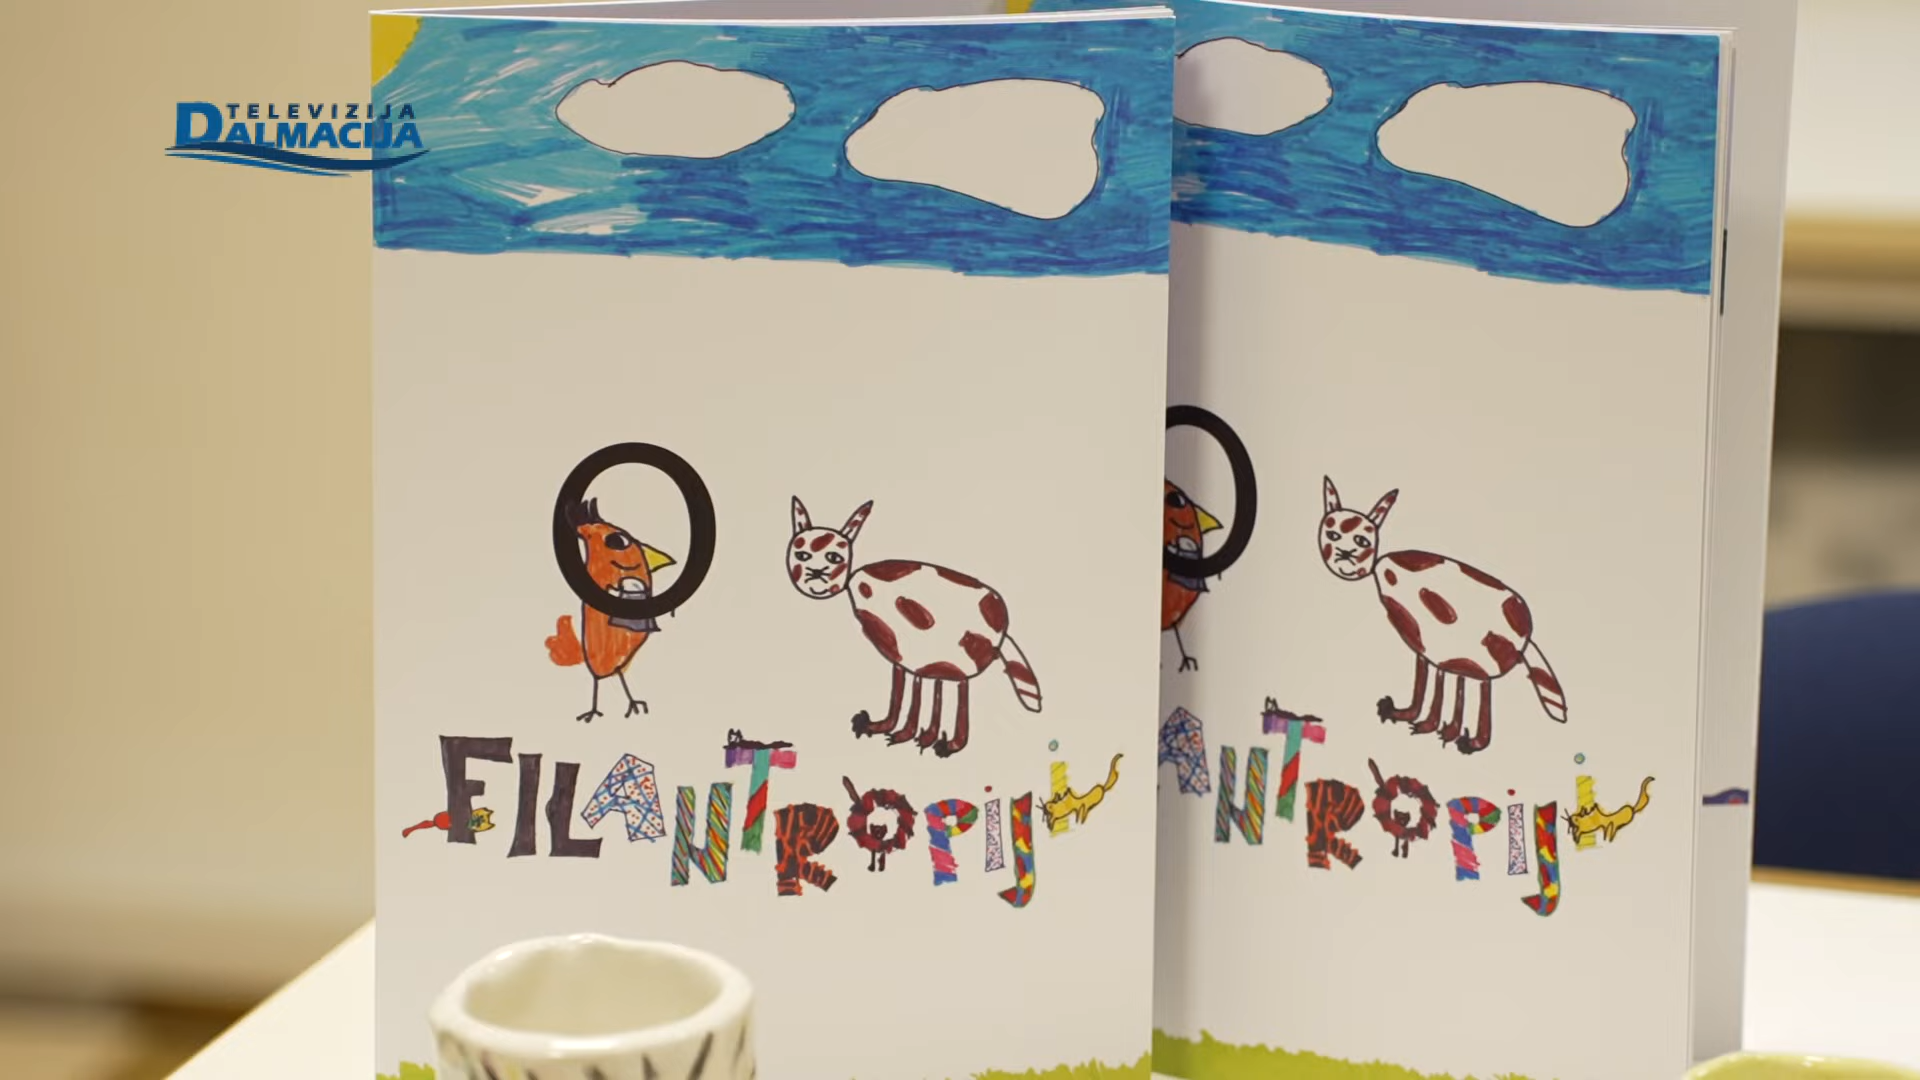 TELEVIZIJA
DALMACIJA
O
FILANTROPIJI
O
ANTROPIJI